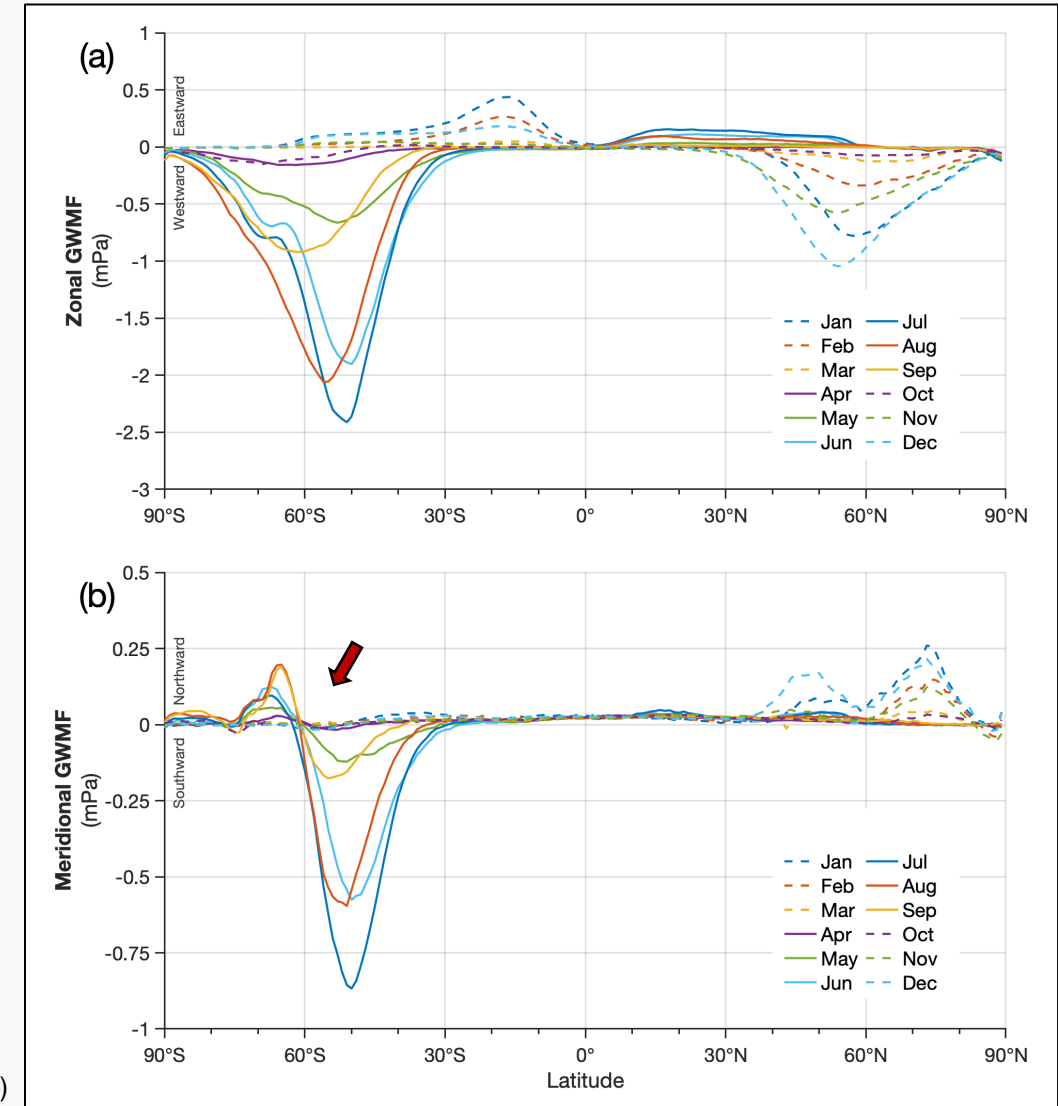 (a)
1
0.5
0
-0.5
-1
-1.5
-2
-2.5
-3
Eastward
Westward
Zonal GWMF
(mPa)
Jan Jul
Feb Aug
Mar Sep
Apr Oct
May Nov
Jun Dec
90°S 60°S 30°S 0° 30°N 60°N 90°N
(b)
0.5
0.25
0
-0.25
-0.5
-0.75
-1
Northward
Southward
Meridional GWMF
(mPa)
Jan Jul
Feb Aug
Mar Sep
Apr Oct
May Nov
Jun Dec
90°S 60°S 30°S 0° 30°N 60°N 90°N
Latitude
)